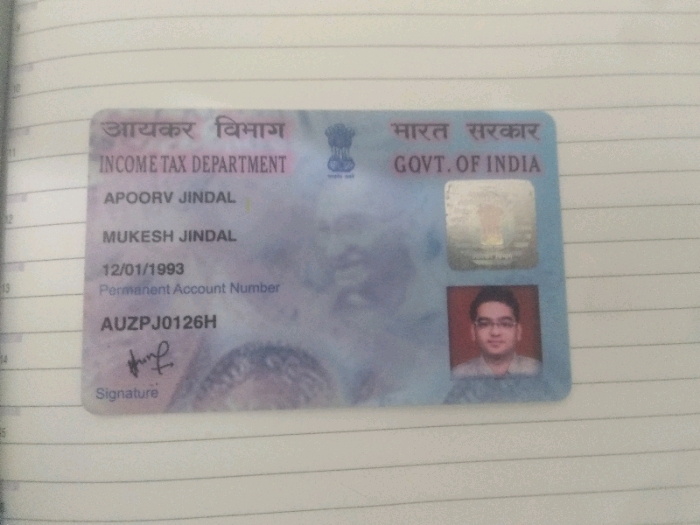 आयकर विभाग
भारत सरकार
INCOME TAX DEPARTMENT
GOVT. OF INDIA
APOORV JINDAL
MUKESH JINDAL
12/01/1993
Permanent Account Number
AUZPJ0126H
Signature